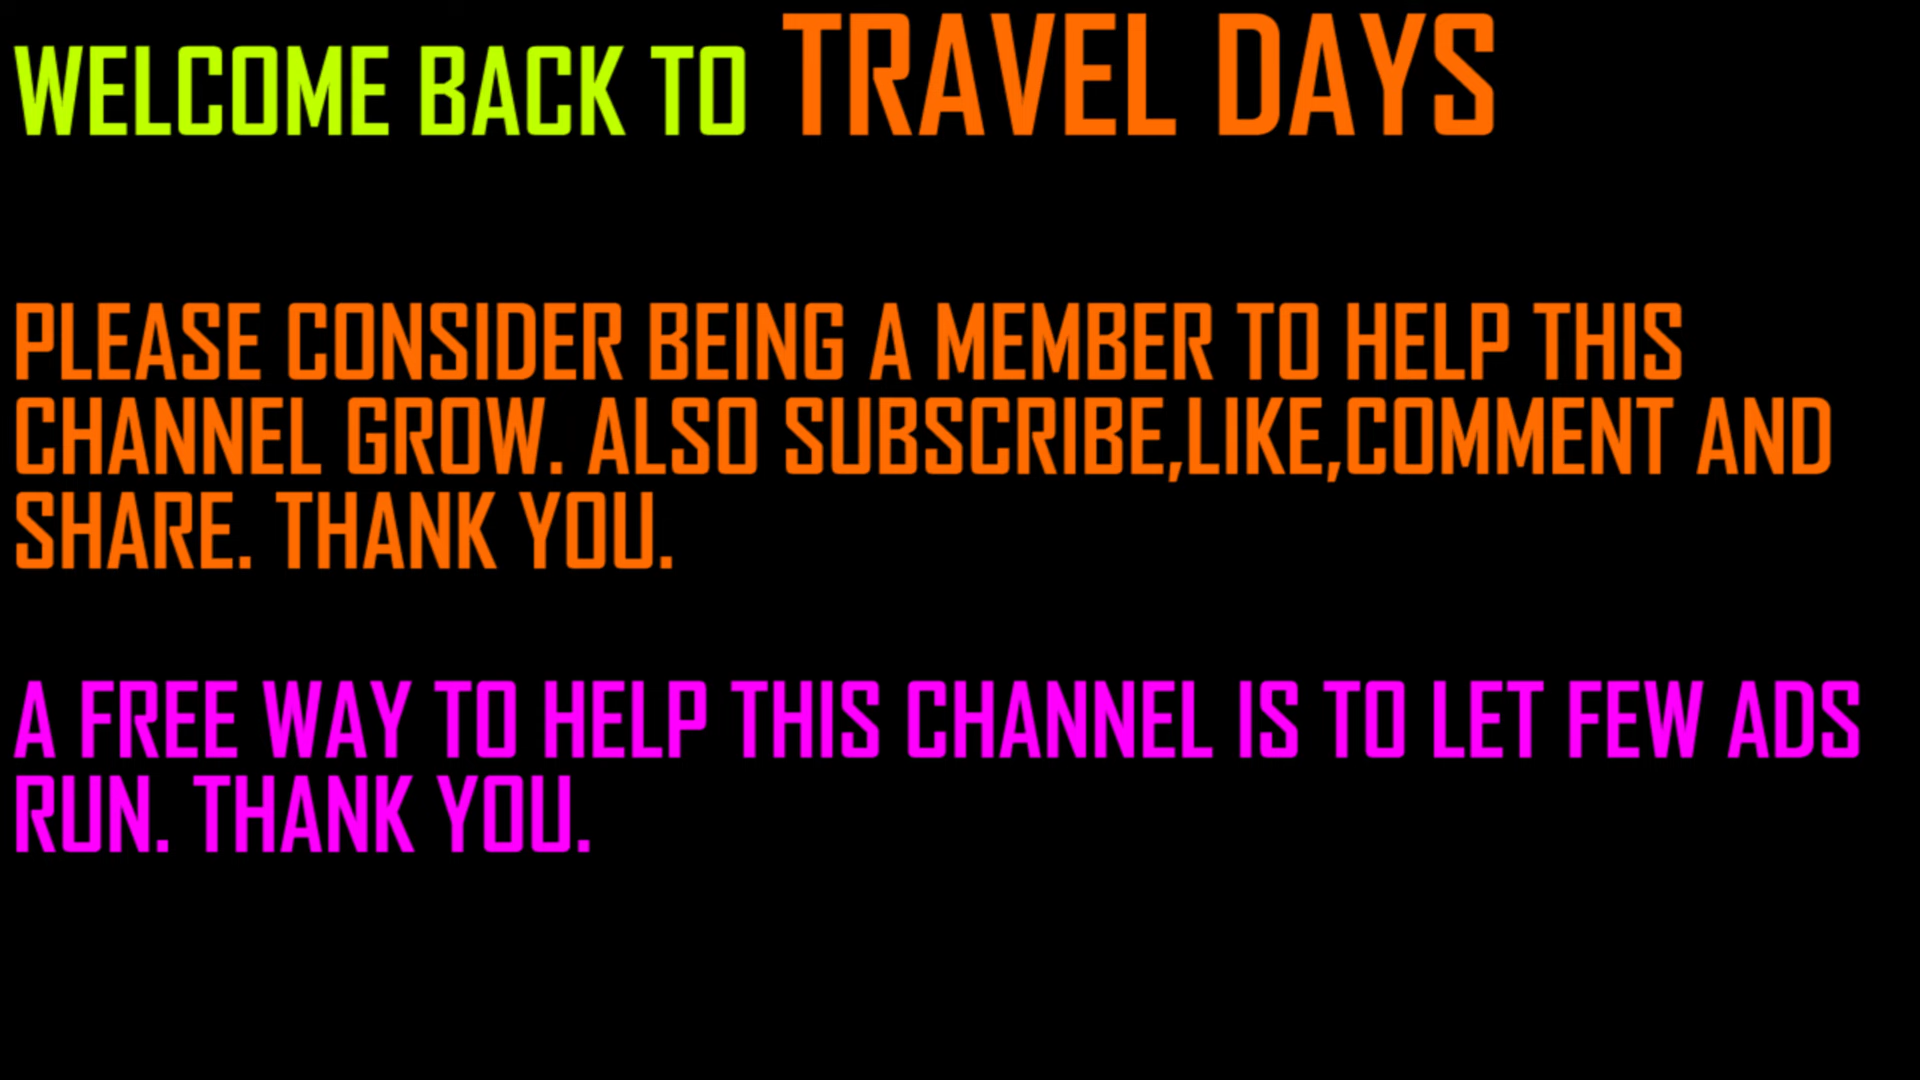 WELCOME BACK TO TRAVEL DAYS
PLEASE CONSIDER BEING A MEMBER TO HELP THIS
CHANNEL GROW. ALSO SUBSCRIBE,LIKE,COMMENT AND
SHARE. THANK YOU.
A FREE WAY TO HELP THIS CHANNEL IS TO LET FEW ADS
RUN. THANK YOU.